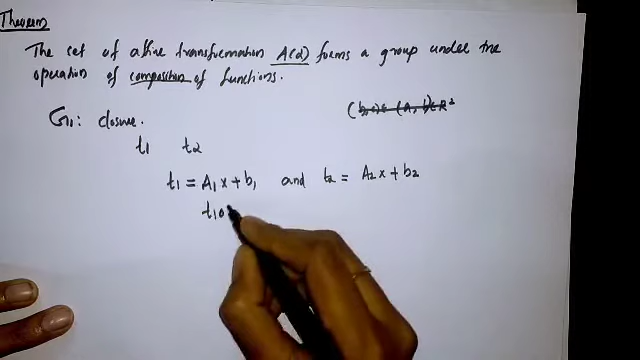 Theorem
The set of affine transformation A(2) forms a group under the
operation of composition of functions.
G1: closure.
t1 t2
t1 = A1x + b1 and t2 = A2x + b2
t1o